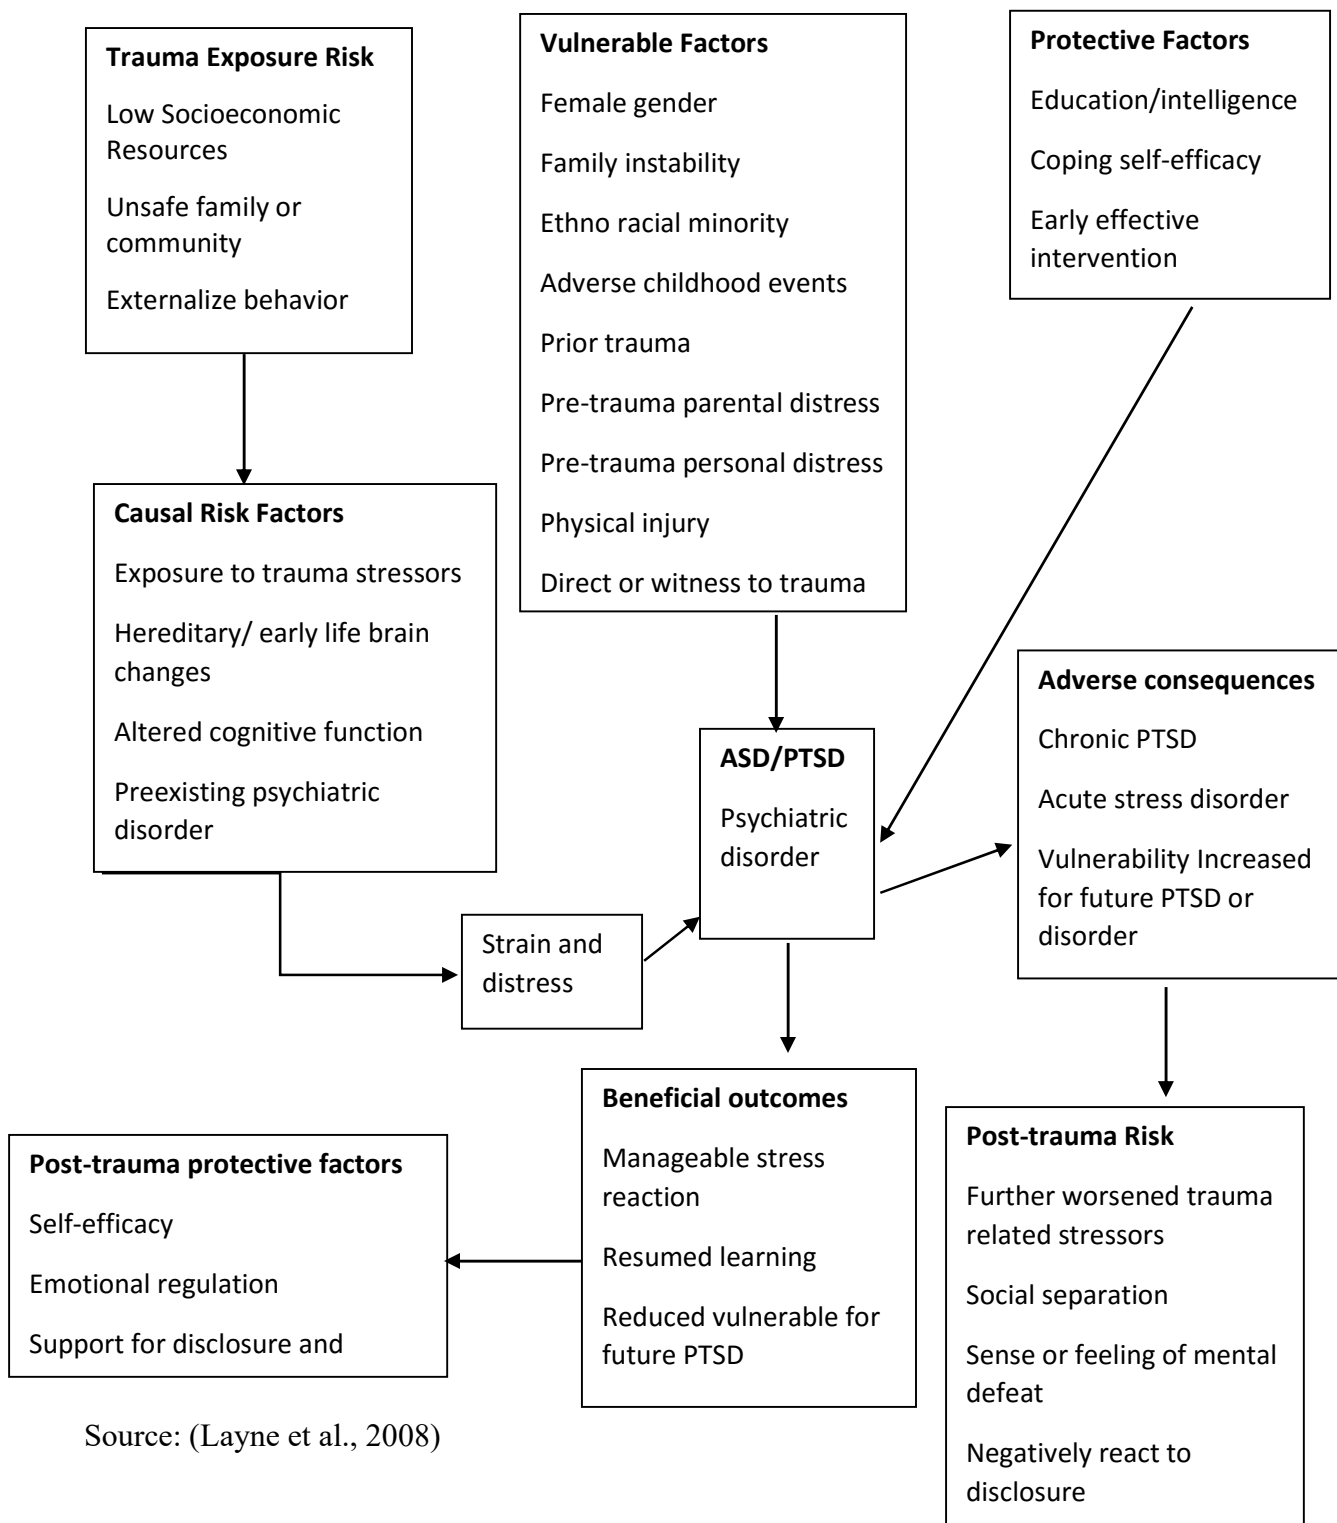 Trauma Exposure Risk
Low Socioeconomic
Resources
Unsafe family or
community
Externalize behavior
Vulnerable Factors
Female gender
Family instability
Ethno racial minority
Adverse childhood events
Prior trauma
Pre-trauma parental distress
Pre-trauma personal distress
Physical injury
Direct or witness to trauma
Protective Factors
Education/intelligence
Coping self-efficacy
Early effective
intervention
Causal Risk Factors
Exposure to trauma stressors
Hereditary/ early life brain
changes
Altered cognitive function
Preexisting psychiatric
disorder
Strain and
distress
ASD/PTSD
Psychiatric
disorder
Adverse consequences
Chronic PTSD
Acute stress disorder
Vulnerability Increased
for future PTSD or
disorder
Post-trauma protective factors
Self-efficacy
Emotional regulation
Support for disclosure and
Beneficial outcomes
Manageable stress
reaction
Resumed learning
Reduced vulnerable for
future PTSD
Post-trauma Risk
Further worsened trauma
related stressors
Social separation
Sense or feeling of mental
defeat
Negatively react to
disclosure
Source: (Layne et al., 2008)